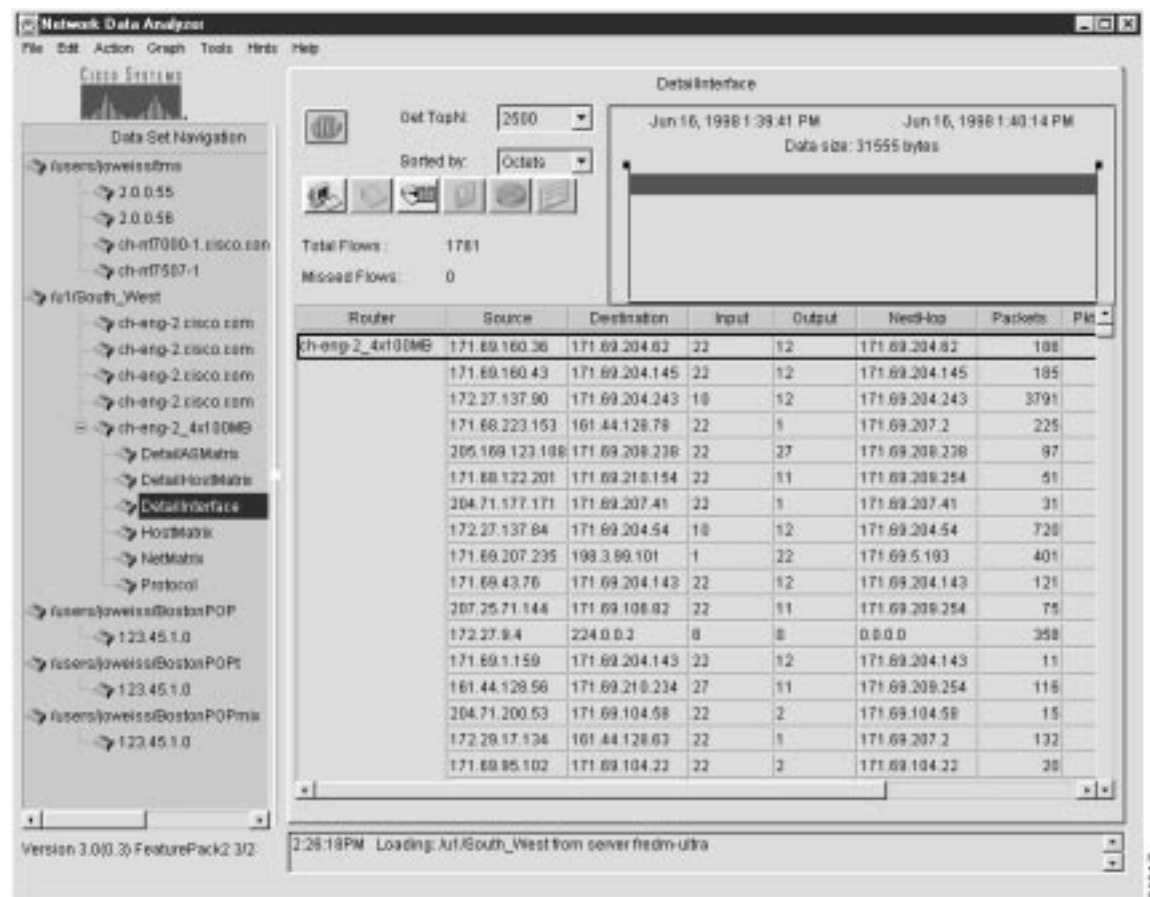 Network Data Analyzer
File Edit Action Graph Tools Hints Help
CISCO SYSTEMS
Data Set Navigation
/users/joweiss/tms
2.0.0.55
2.0.0.56
ch-nf7000-1.cisco.con
ch-nf7507-1
/u1/South_West
ch-eng-2.cisco.com
ch-eng-2.cisco.com
ch-eng-2.cisco.com
ch-eng-2.cisco.com
ch-eng-2_4x100MB
DetailASMatrix
DetailHostMatrix
DetailInterface
HostMatrix
NetMatrix
Protocol
/users/joweiss/BostonPOP
123.45.1.0
/users/joweiss/BostonPOPt
123.45.1.0
/users/joweiss/BostonPOPmix
123.45.1.0
Version 3.0(0.3) FeaturePack2 3/2
DetailInterface
Get TopN: 2500
Sorted by: Octets
Total Flows : 1761
Missed Flows: 0
Jun 16, 1998 1:39:41 PM Jun 16, 1998 1:40:14 PM
Data size: 31555 bytes
Router Source Destination Input Output NextHop Packets Pkt
ch-eng-2_4x100MB 171.69.160.36 171.69.204.62 22 12 171.69.204.62
171.69.160.43 171.69.204.145 22 12 171.69.204.145 185
172.27.137.90 171.69.204.243 10 12 171.69.204.243 3791
171.68.223.153 161.44.128.78 22 1 171.69.207.2 225
205.169.123.108 171.69.208.238 22 27 171.69.208.238 97
171.68.122.201 171.69.210.154 22 11 171.69.209.254 51
204.71.177.171 171.69.207.41 22 1 171.69.207.41 31
172.27.137.84 171.69.204.54 10 12 171.69.204.54 720
171.69.207.235 198.3.99.101 1 22 171.69.5.193 401
171.69.43.76 171.69.204.143 22 12 171.69.204.143 121
207.25.71.144 171.69.106.82 22 11 171.69.209.254 75
172.27.9.4 224.0.0.2 8 0 0.0.0.0 358
171.69.1.159 171.69.204.143 22 12 171.69.204.143 11
161.44.128.56 171.69.210.234 27 11 171.69.209.254 116
204.71.200.53 171.69.104.58 22 2 171.69.104.58 15
172.29.17.134 161.44.128.63 22 1 171.69.207.2 132
171.69.95.102 171.69.104.22 22 2 171.69.104.22 20
2:26:18PM Loading: /u1/South_West from server fredm-ultra